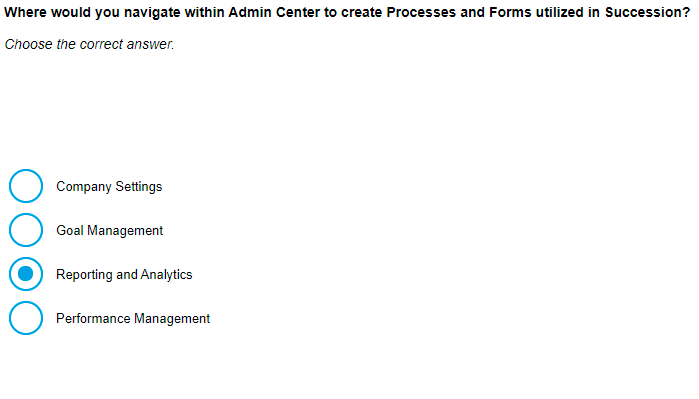 Where would you navigate within Admin Center to create Processes and Forms utilized in Succession?
Choose the correct answer.
Company Settings
Goal Management
Reporting and Analytics
Performance Management